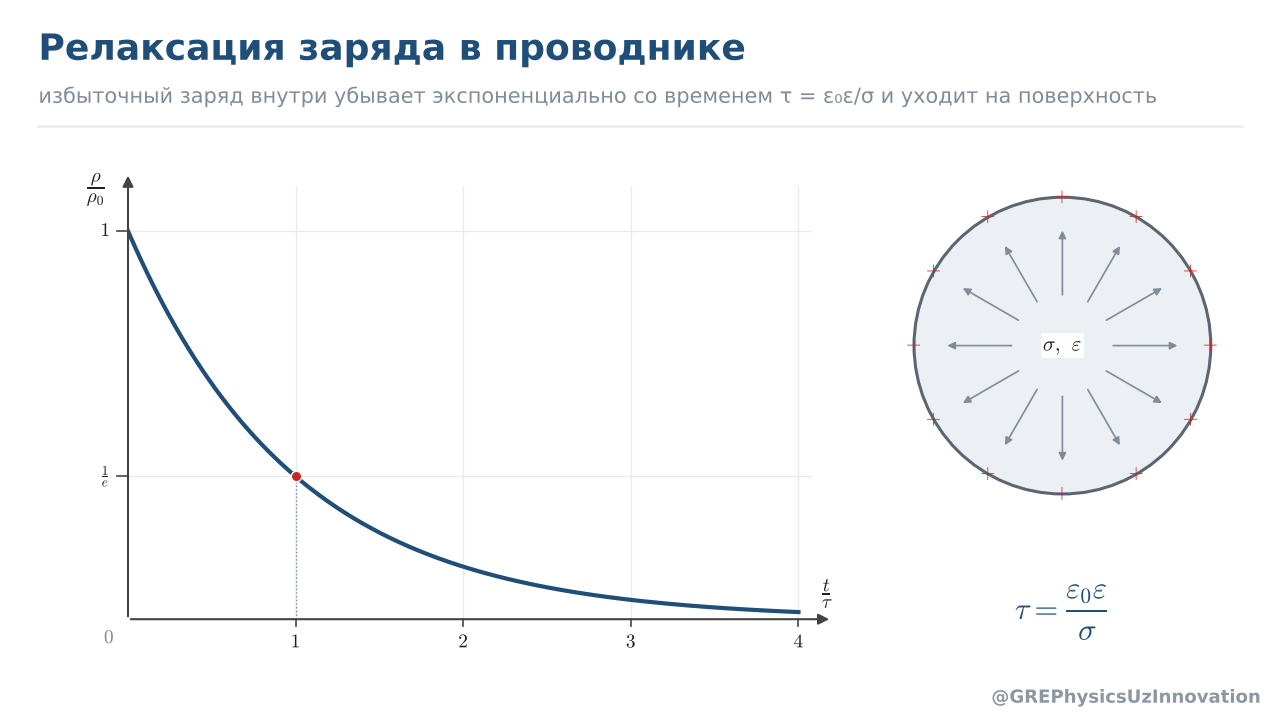 Релаксация заряда в проводнике
избыточный заряд внутри убывает экспоненциально со временем τ = ε₀ε/σ и уходит на поверхность
ρ/ρ₀
1
1/e
0
1
2
3
4
t/τ
σ, ε
τ = ε₀ε/σ
@GREPhysicsUzInnovation